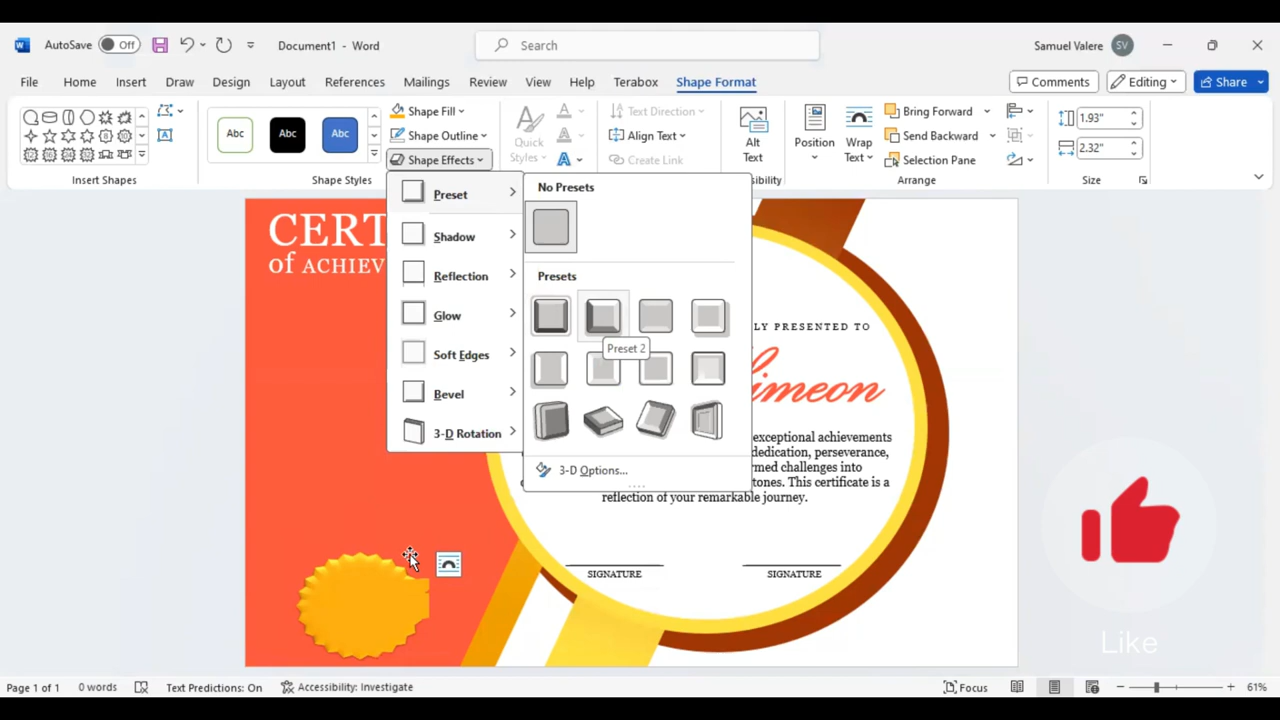 AutoSave Off Document1 - Word Search Samuel Valere SV
File Home Insert Draw Design Layout References Mailings Review View Help Terabox Shape Format Comments Editing Share
Abc Abc Abc
Shape Fill
Shape Outline
Shape Effects
Quick
Styles
Text Direction
Align Text
Create Link
Alt
Text
Position
Wrap
Text
Bring Forward
Send Backward
Selection Pane
1.93"
2.32"
Insert Shapes Shape Styles Arrange Size
Preset
Shadow
Reflection
Glow
Soft Edges
Bevel
3-D Rotation
No Presets
Presets
Preset 2
3-D Options...
CERT
of ACHIEV
LY PRESENTED TO
imeon
exceptional achievements
dedication, perseverance,
rmed challenges into
tones. This certificate is a
reflection of your remarkable journey.
SIGNATURE SIGNATURE
Like
Page 1 of 1 0 words Text Predictions: On Accessibility: Investigate Focus 61%